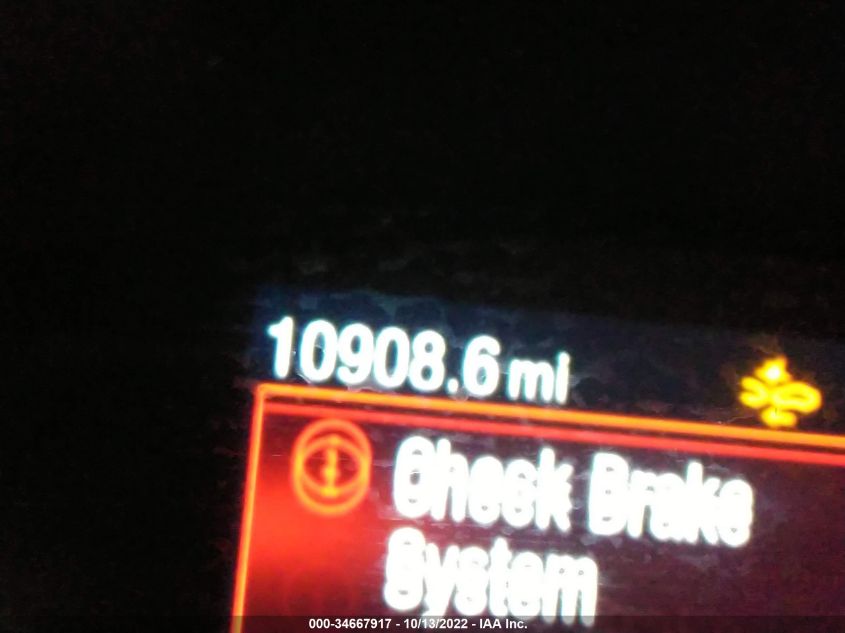 10908.6 mi
Check Brake
System
000-34667917 - 10/13/2022 - IAA Inc.